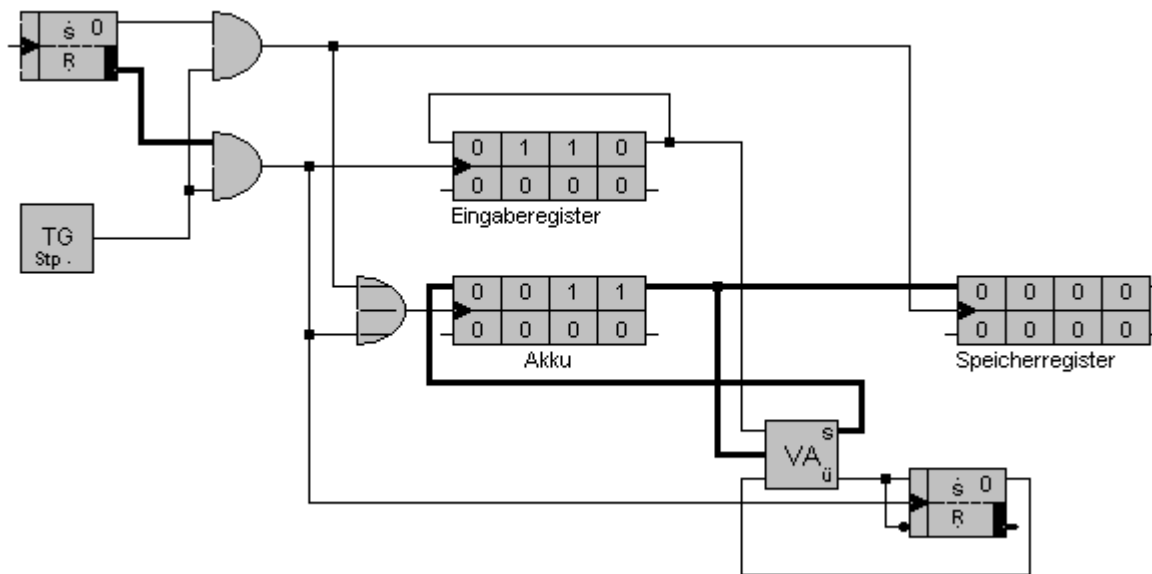 S 0
R
0 1 1 0
0 0 0 0
Eingaberegister
TG
Stp .
0 0 1 1
0 0 0 0
Akku
0 0 0 0
0 0 0 0
Speicherregister
VA
s
ü
S 0
R